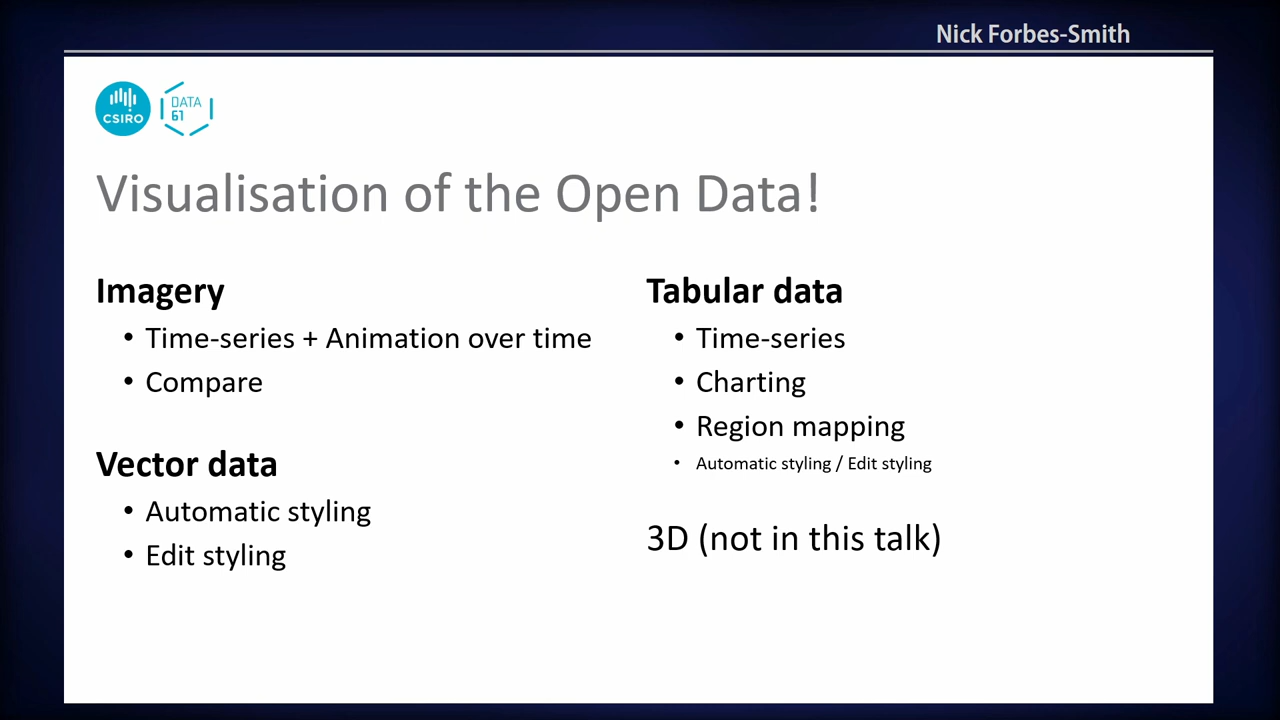 Nick Forbes-Smith
CSIRO
DATA
61
Visualisation of the Open Data!
Imagery
• Time-series + Animation over time
• Compare
Vector data
• Automatic styling
• Edit styling
Tabular data
• Time-series
• Charting
• Region mapping
• Automatic styling / Edit styling
3D (not in this talk)